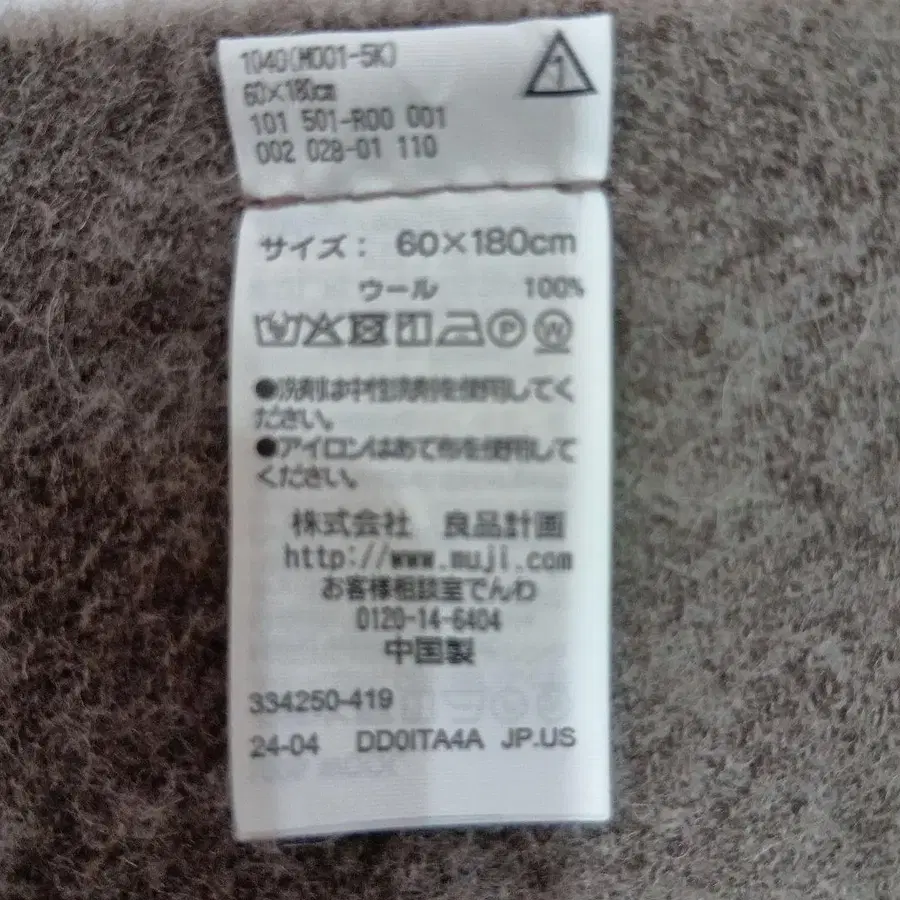 1040(M001-5K)
60×180cm
101 501-R00 001
002 028-01 110
1
サイズ： 60×180cm
ウール 100%
P W
●洗剤は中性洗剤を使用してく
ださい。
●アイロンはあて布を使用して
ください。
株式会社 良品計画
http://www.muji.com
お客様相談室でんわ
0120-14-6404
中国製
334250-419
24-04 DD0ITA4A JP.US